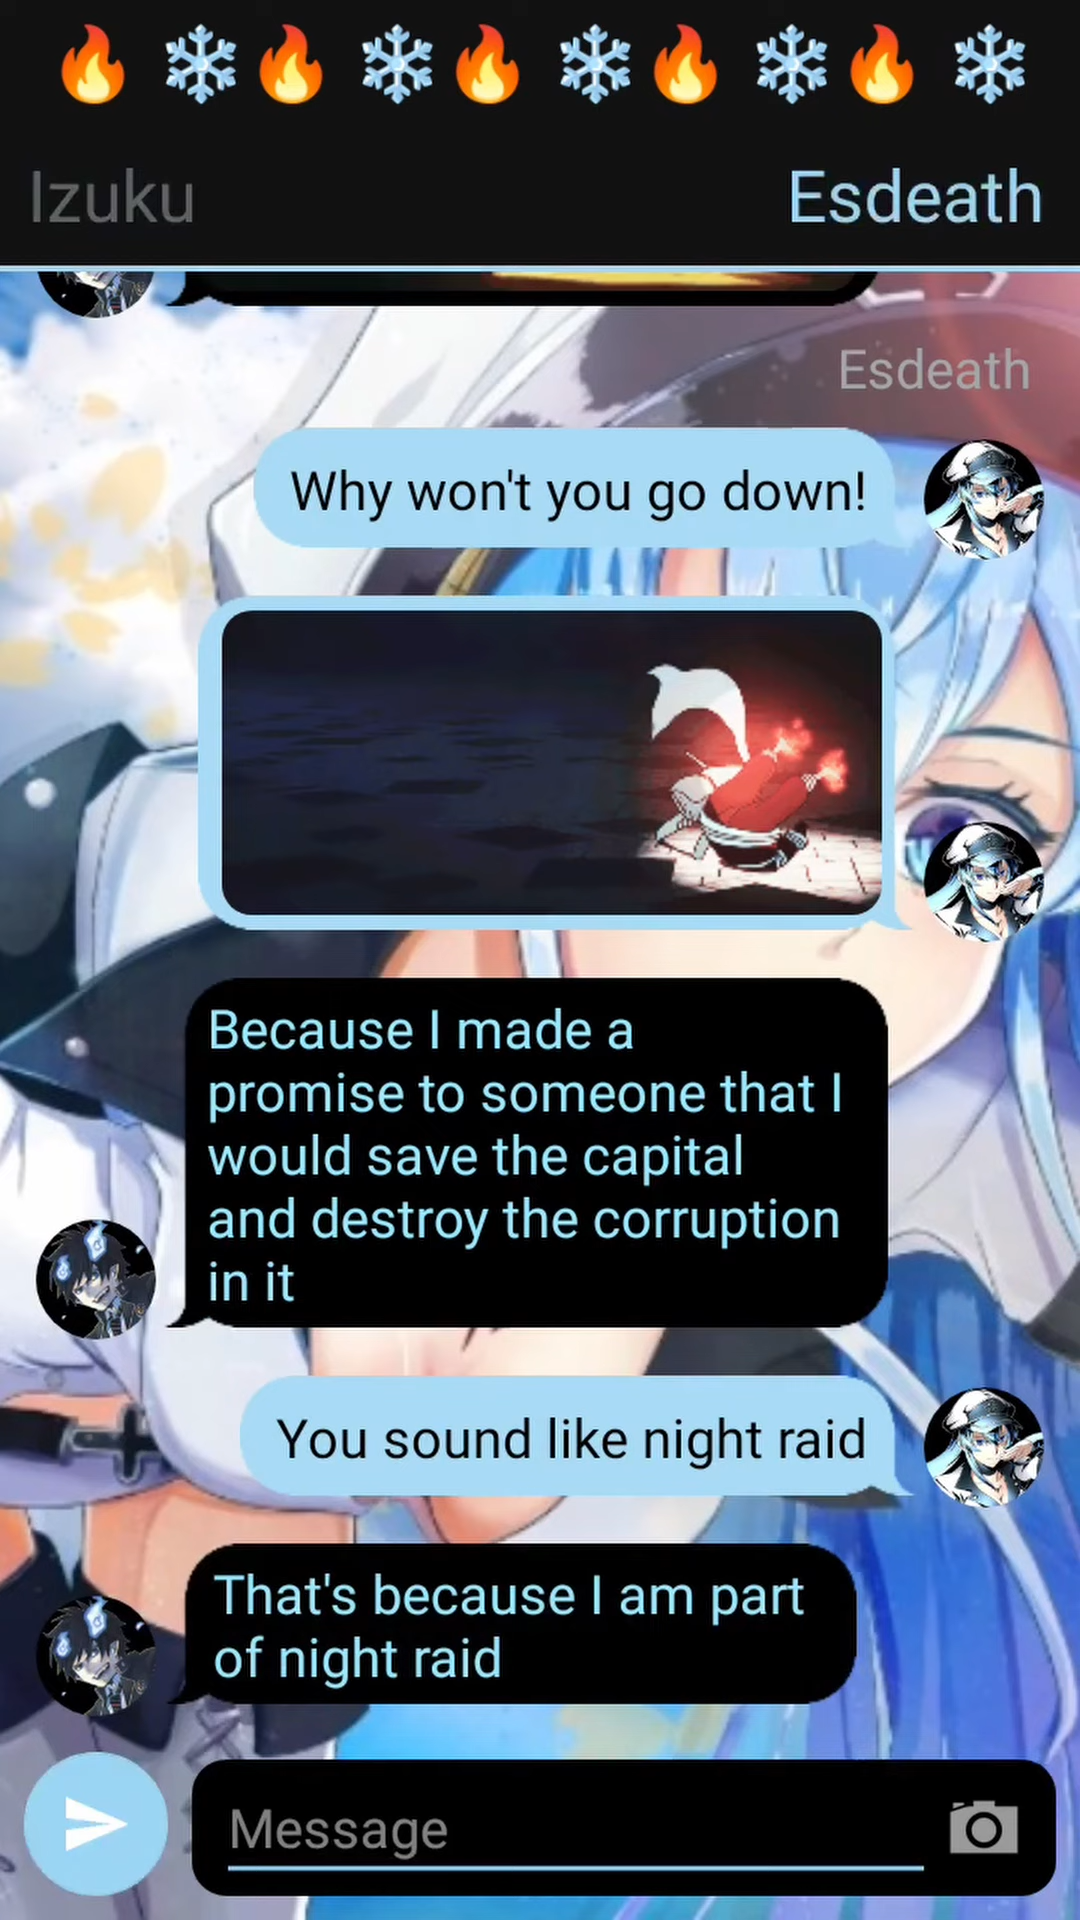 🔥 ❄️🔥 ❄️🔥 ❄️🔥 ❄️🔥 ❄️
Izuku
Esdeath
Esdeath
Why won't you go down!
Because I made a
promise to someone that I
would save the capital
and destroy the corruption
in it
You sound like night raid
That's because I am part
of night raid
Message